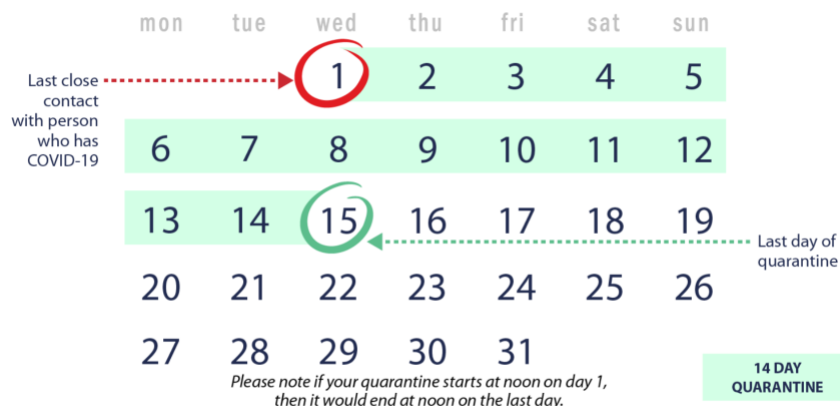 mon tue wed thu fri sat sun
Last close
contact
with person
who has
COVID-19
1 2 3 4 5
6 7 8 9 10 11 12
13 14 15 16 17 18 19
Last day of
quarantine
20 21 22 23 24 25 26
27 28 29 30 31
Please note if your quarantine starts at noon on day 1,
then it would end at noon on the last day.
14 DAY
QUARANTINE